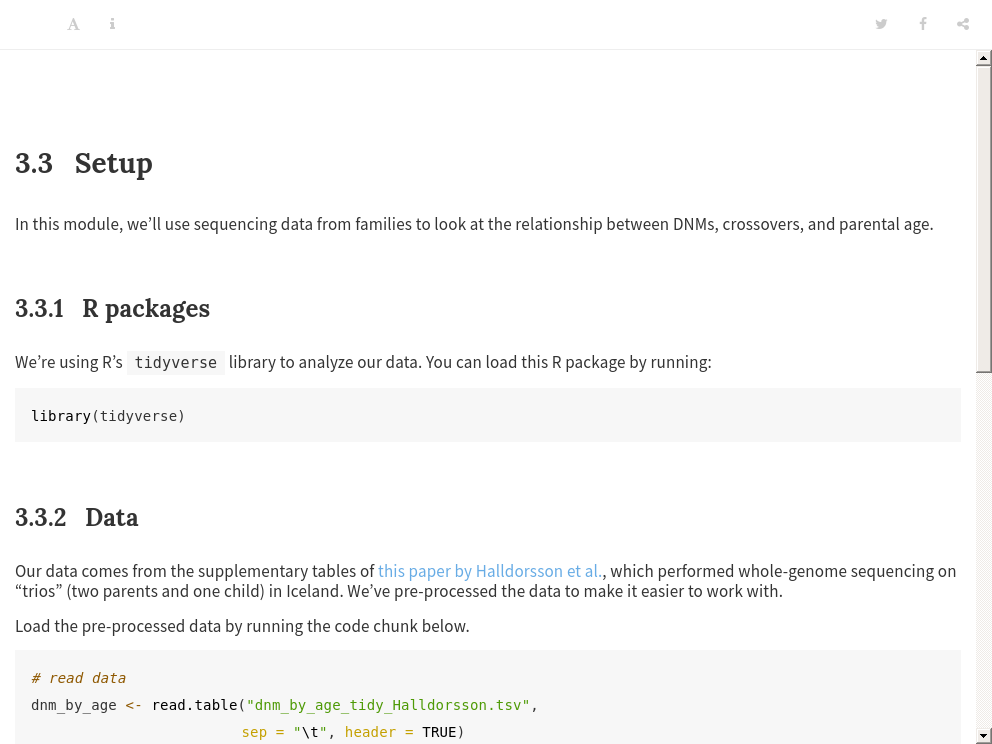 3.3 Setup
In this module, we’ll use sequencing data from families to look at the relationship between DNMs, crossovers, and parental age.
3.3.1 R packages
We’re using R’s tidyverse library to analyze our data. You can load this R package by running:
library(tidyverse)
3.3.2 Data
Our data comes from the supplementary tables of this paper by Halldorsson et al., which performed whole-genome sequencing on
“trios” (two parents and one child) in Iceland. We’ve pre-processed the data to make it easier to work with.
Load the pre-processed data by running the code chunk below.
# read data
dnm_by_age <- read.table("dnm_by_age_tidy_Halldorsson.tsv",
sep = "\t", header = TRUE)